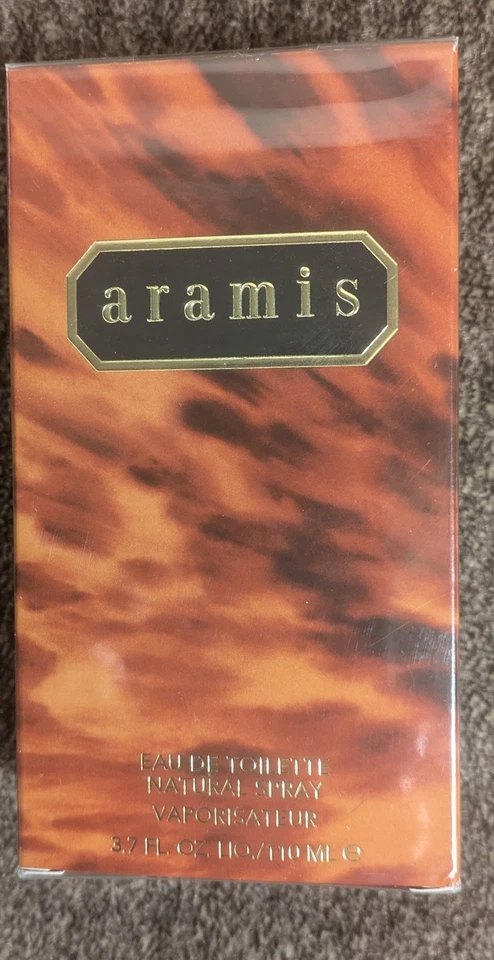 aramis
EAU DE TOILETTE
NATURAL SPRAY
VAPORISATEUR
3.7 FL. OZ. LIQ./110 ML ℮